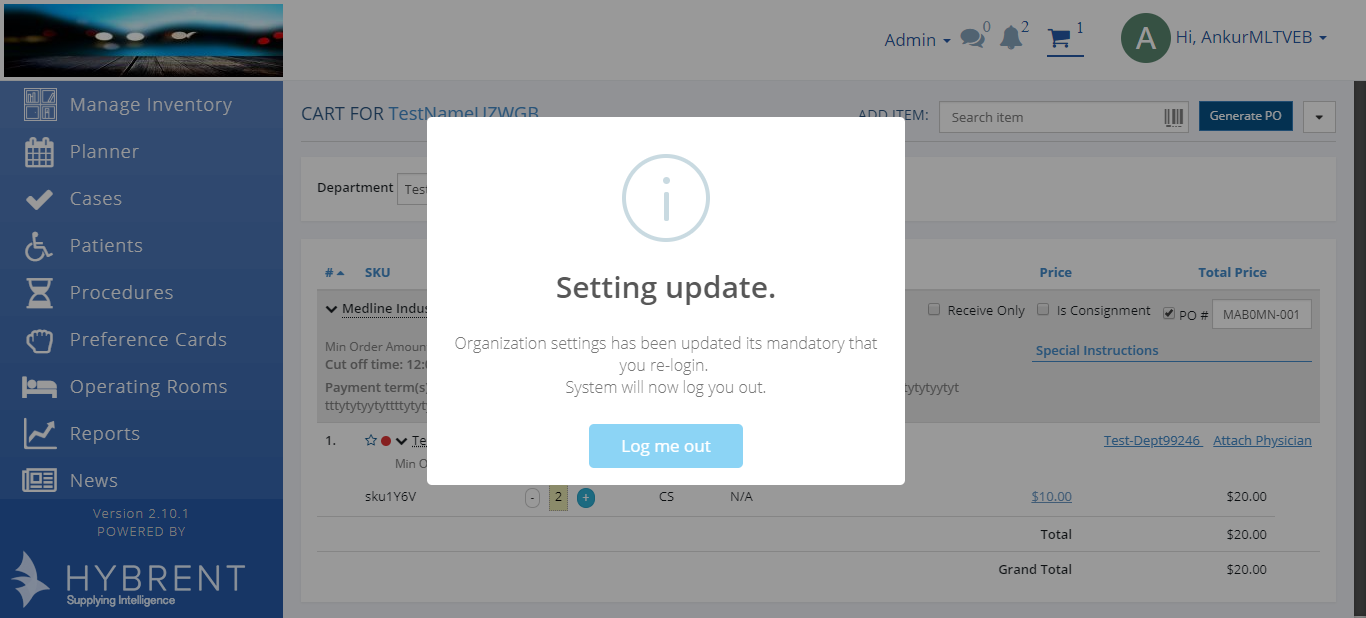 Admin 0 2 1 A Hi, AnkurMLTVEB
Manage Inventory
Planner
Cases
Patients
Procedures
Preference Cards
Operating Rooms
Reports
News
Version 2.10.1
POWERED BY
HYBRENT
Supplying Intelligence
CART FOR TestNameUZWGB ADD ITEM: Search item Generate PO
Department
# SKU Price Total Price
Medline Indus Receive Only Is Consignment PO # MAB0MN-001
Min Order Amoun
Cut off time: 12:
Special Instructions
Payment term(s)
1. Test-Dept99246 Attach Physician
Min O
sku1Y6V - 2 + CS N/A $10.00 $20.00
Total $20.00
Grand Total $20.00
i
Setting update.
Organization settings has been updated its mandatory that
you re-login.
System will now log you out.
Log me out